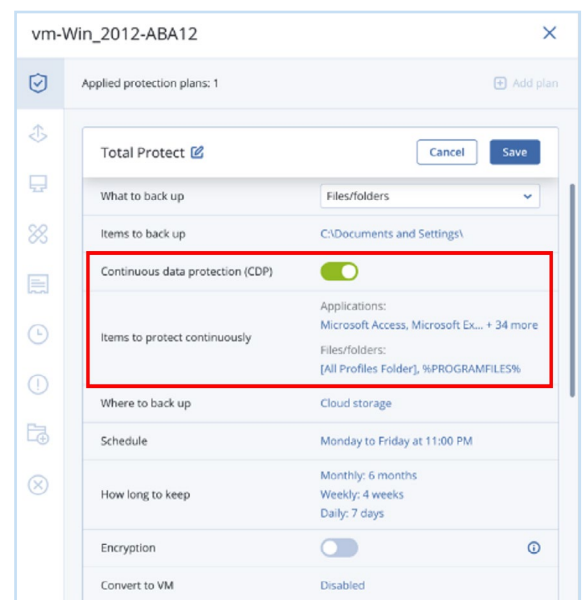 vm-Win_2012-ABA12
Applied protection plans: 1
Add plan
Total Protect
Cancel
Save
What to back up
Files/folders
Items to back up
C:\Documents and Settings\
Continuous data protection (CDP)
Items to protect continuously
Applications:
Microsoft Access, Microsoft Ex... + 34 more
Files/folders:
[All Profiles Folder], %PROGRAMFILES%
Where to back up
Cloud storage
Schedule
Monday to Friday at 11:00 PM
How long to keep
Monthly: 6 months
Weekly: 4 weeks
Daily: 7 days
Encryption
Convert to VM
Disabled